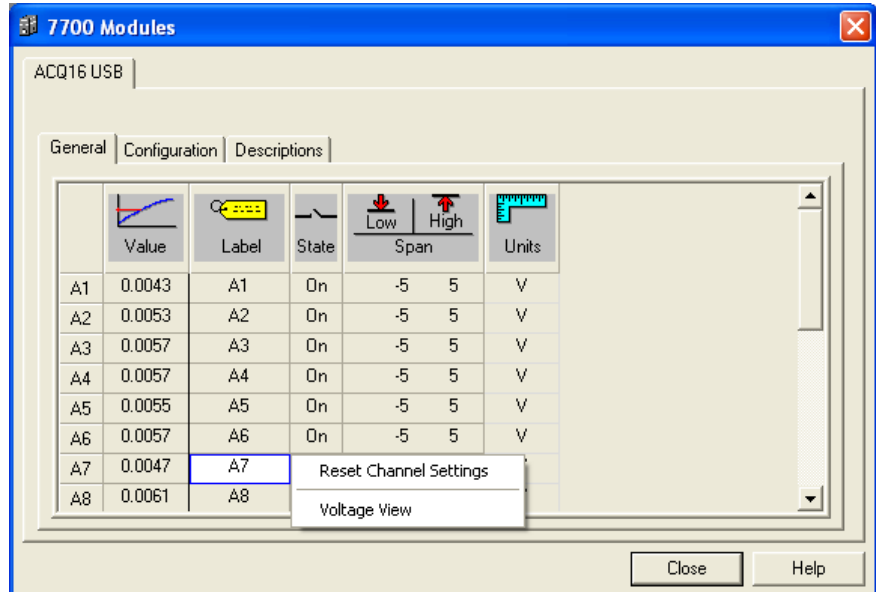 7700 Modules
ACQ16 USB
General Configuration Descriptions
Low High
Value Label State Span Units
A1 0.0043 A1 On -5 5 V
A2 0.0053 A2 On -5 5 V
A3 0.0057 A3 On -5 5 V
A4 0.0057 A4 On -5 5 V
A5 0.0055 A5 On -5 5 V
A6 0.0057 A6 On -5 5 V
A7 0.0047 A7 Reset Channel Settings
A8 0.0061 A8 Voltage View
Close Help